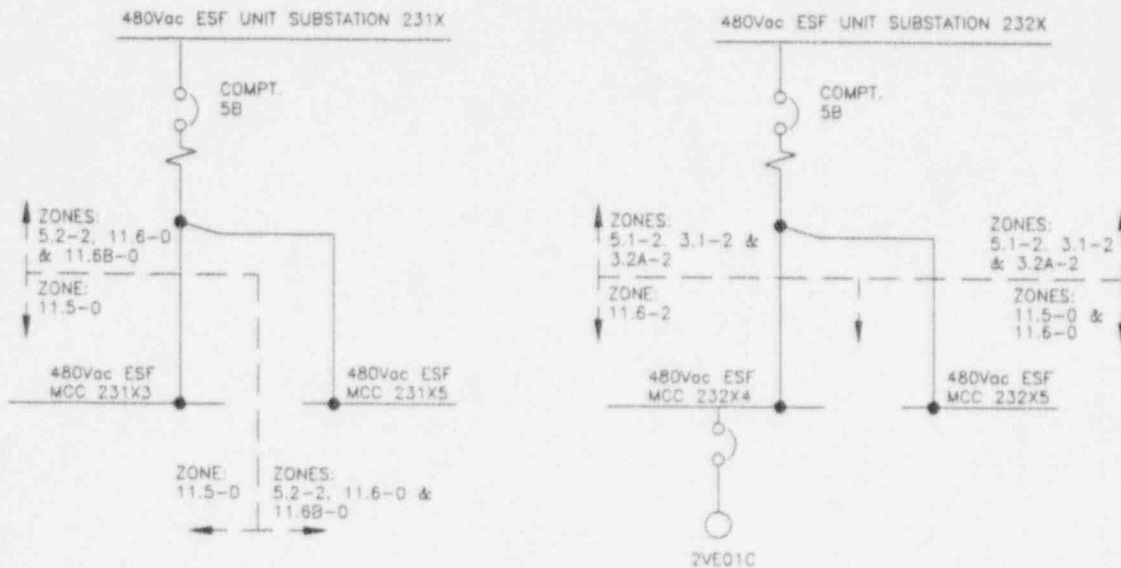 480Vac ESF UNIT SUBSTATION 231X
COMPT.
5B
ZONES:
5.2-2, 11.6-0
& 11.6B-0
ZONE:
11.5-0
480Vac ESF
MCC 231X3
480Vac ESF
MCC 231X5
ZONE:
11.5-0
ZONES:
5.2-2, 11.6-0 &
11.6B-0
480Vac ESF UNIT SUBSTATION 232X
COMPT.
5B
ZONES:
5.1-2. 3.1-2 &
3.2A-2
ZONES:
5.1-2. 3.1-2
& 3.2A-2
ZONE:
11.6-2
ZONES:
11.5-0 &
11.6-0
480Vac ESF
MCC 232X4
480Vac ESF
MCC 232X5
2VE01C